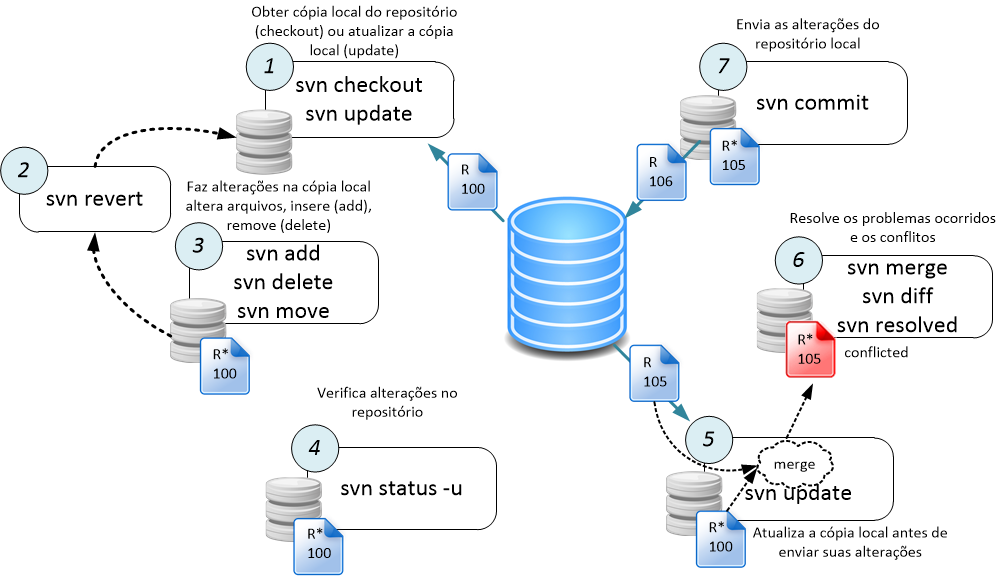 Obter cópia local do repositório
(checkout) ou atualizar a cópia
local (update)
1
svn checkout
svn update
R
100
2
svn revert
Faz alterações na cópia local
altera arquivos, insere (add),
remove (delete)
3
svn add
svn delete
svn move
R*
100
Verifica alterações no
repositório
4
svn status -u
R*
100
R
105
5
merge
svn update
R*
100
Atualiza a cópia local antes de
enviar suas alterações
Resolve os problemas ocorridos
e os conflitos
6
svn merge
svn diff
svn resolved
R*
105
conflicted
Envia as alterações do
repositório local
7
svn commit
R*
105
R
106